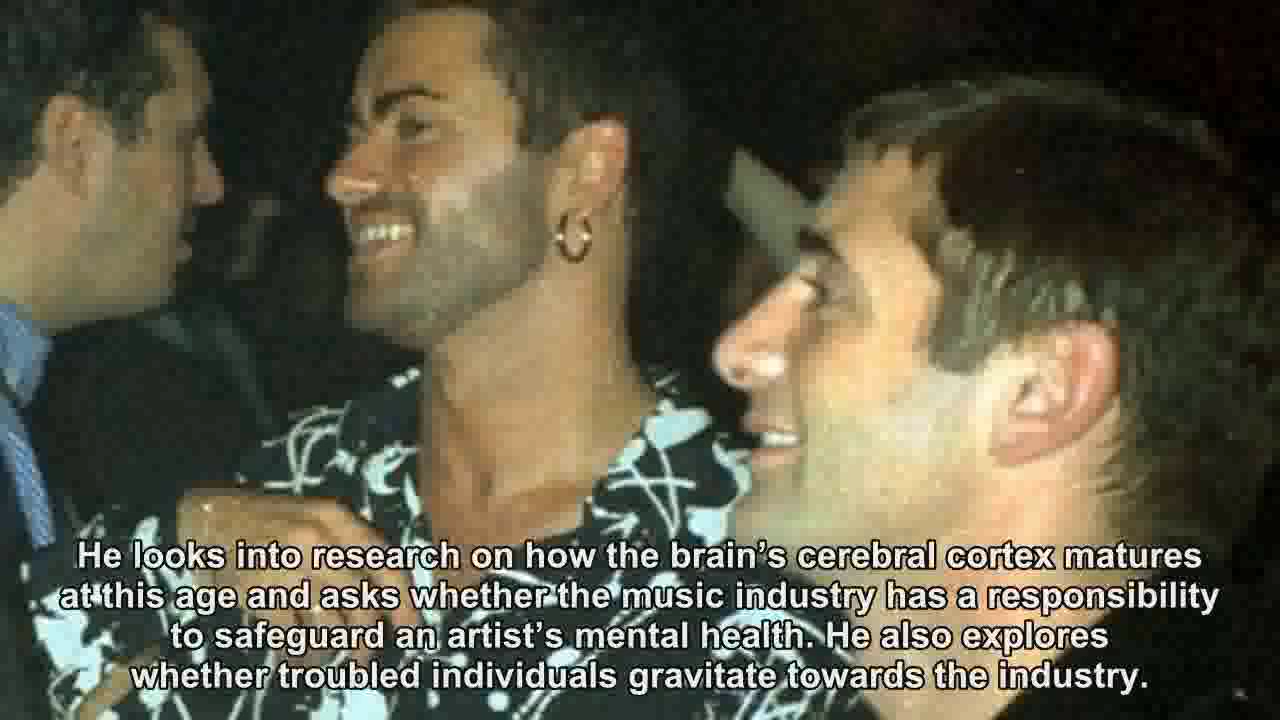 He looks into research on how the brain’s cerebral cortex matures
at this age and asks whether the music industry has a responsibility
to safeguard an artist’s mental health. He also explores
whether troubled individuals gravitate towards the industry.